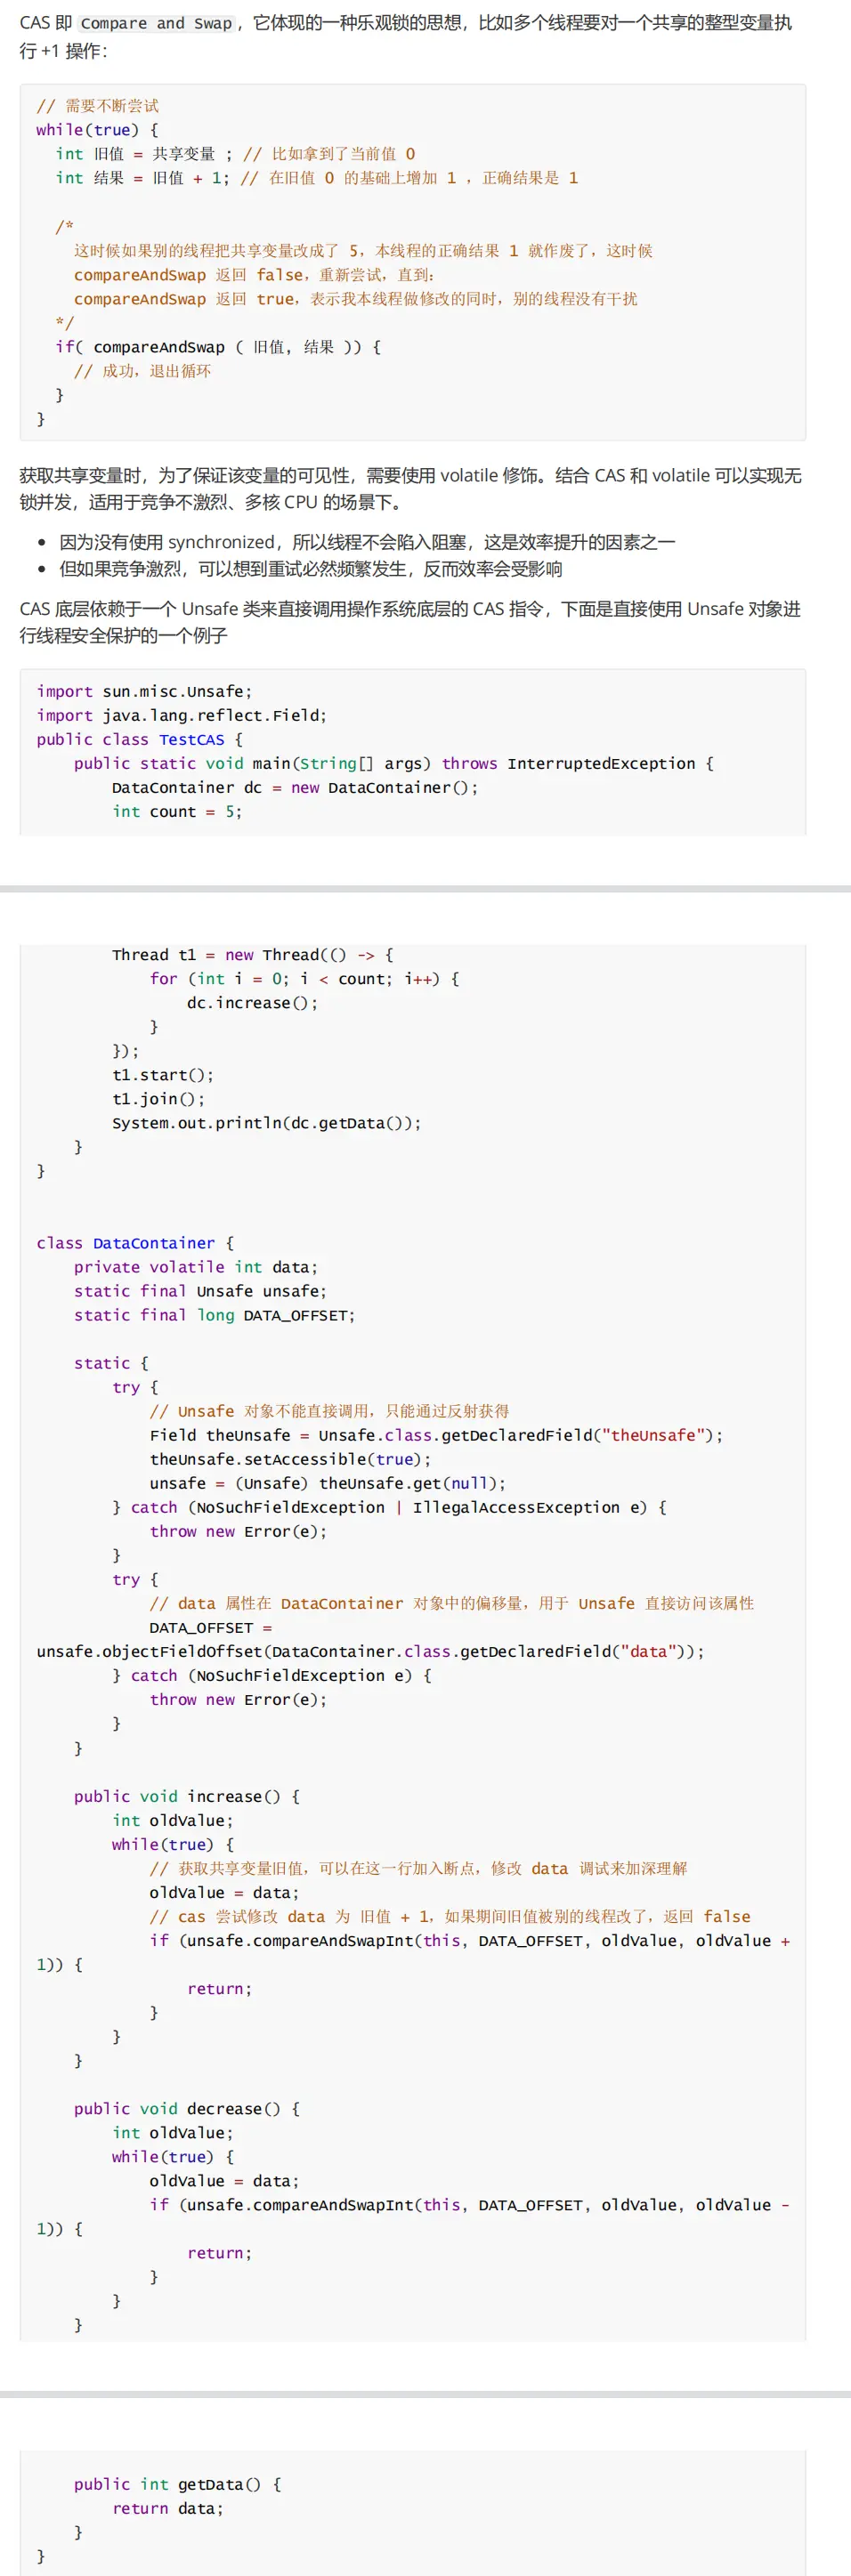 CAS 即 Compare and Swap，它体现的一种乐观锁的思想，比如多个线程要对一个共享的整型变量执
行 +1 操作：
// 需要不断尝试
while(true) {
  int 旧值 = 共享变量 ; // 比如拿到了当前值 0
  int 结果 = 旧值 + 1; // 在旧值 0 的基础上增加 1 ，正确结果是 1
  /*
    这时候如果别的线程把共享变量改成了 5，本线程的正确结果 1 就作废了，这时候
    compareAndSwap 返回 false，重新尝试，直到：
    compareAndSwap 返回 true，表示我本线程做修改的同时，别的线程没有干扰
  */
  if( compareAndSwap ( 旧值, 结果 )) {
    // 成功，退出循环
  }
}
获取共享变量时，为了保证该变量的可见性，需要使用 volatile 修饰。结合 CAS 和 volatile 可以实现无
锁并发，适用于竞争不激烈、多核 CPU 的场景下。
• 因为没有使用 synchronized，所以线程不会陷入阻塞，这是效率提升的因素之一
• 但如果竞争激烈，可以想到重试必然频繁发生，反而效率会受影响
CAS 底层依赖于一个 Unsafe 类来直接调用操作系统底层的 CAS 指令，下面是直接使用 Unsafe 对象进
行线程安全保护的一个例子
import sun.misc.Unsafe;
import java.lang.reflect.Field;
public class TestCAS {
    public static void main(String[] args) throws InterruptedException {
        DataContainer dc = new DataContainer();
        int count = 5;
        Thread t1 = new Thread(() -> {
            for (int i = 0; i < count; i++) {
                dc.increase();
            }
        });
        t1.start();
        t1.join();
        System.out.println(dc.getData());
    }
}
class DataContainer {
    private volatile int data;
    static final Unsafe unsafe;
    static final long DATA_OFFSET;
    static {
        try {
            // Unsafe 对象不能直接调用，只能通过反射获得
            Field theUnsafe = Unsafe.class.getDeclaredField("theUnsafe");
            theUnsafe.setAccessible(true);
            unsafe = (Unsafe) theUnsafe.get(null);
        } catch (NoSuchFieldException | IllegalAccessException e) {
            throw new Error(e);
        }
        try {
            // data 属性在 DataContainer 对象中的偏移量，用于 Unsafe 直接访问该属性
            DATA_OFFSET =
unsafe.objectFieldOffset(DataContainer.class.getDeclaredField("data"));
        } catch (NoSuchFieldException e) {
            throw new Error(e);
        }
    }
    public void increase() {
        int oldValue;
        while(true) {
            // 获取共享变量旧值，可以在这一行加入断点，修改 data 调试来加深理解
            oldValue = data;
            // cas 尝试修改 data 为 旧值 + 1，如果期间旧值被别的线程改了，返回 false
            if (unsafe.compareAndSwapInt(this, DATA_OFFSET, oldValue, oldValue +
1)) {
                return;
            }
        }
    }
    public void decrease() {
        int oldValue;
        while(true) {
            oldValue = data;
            if (unsafe.compareAndSwapInt(this, DATA_OFFSET, oldValue, oldValue -
1)) {
                return;
            }
        }
    }
    public int getData() {
        return data;
    }
}